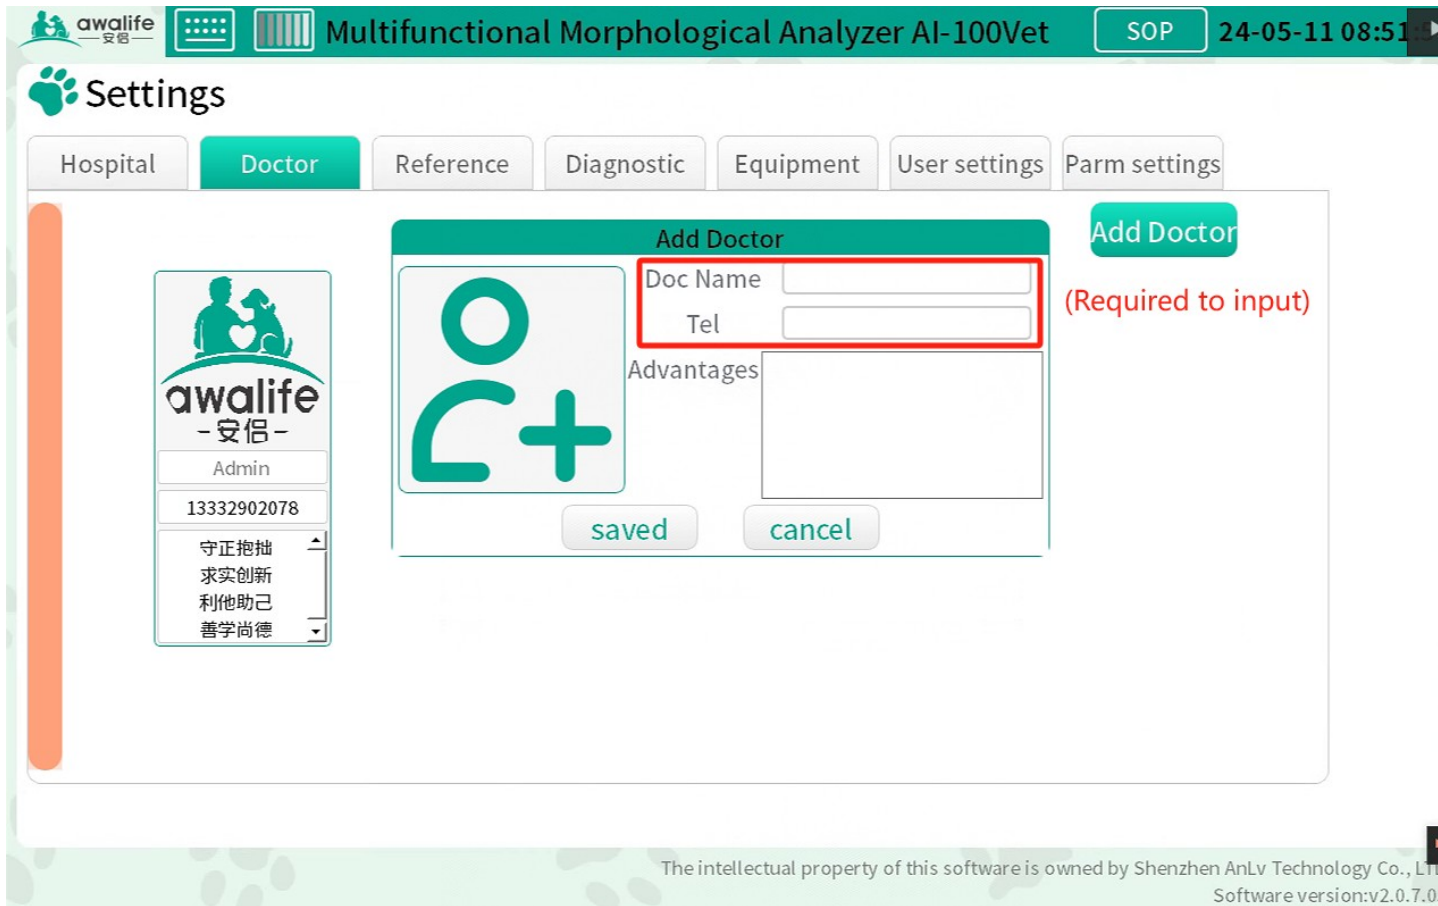 awalife
安侣
Multifunctional Morphological Analyzer AI-100Vet
SOP
24-05-11 08:51
Settings
Hospital
Doctor
Reference
Diagnostic
Equipment
User settings
Parm settings
Add Doctor
Add Doctor
Doc Name
(Required to input)
Tel
Advantages
awalife
-安侣-
Admin
13332902078
守正抱拙
求实创新
利他助己
善学尚德
saved
cancel
The intellectual property of this software is owned by Shenzhen AnLv Technology Co.,
Software version:v2.0.7.0